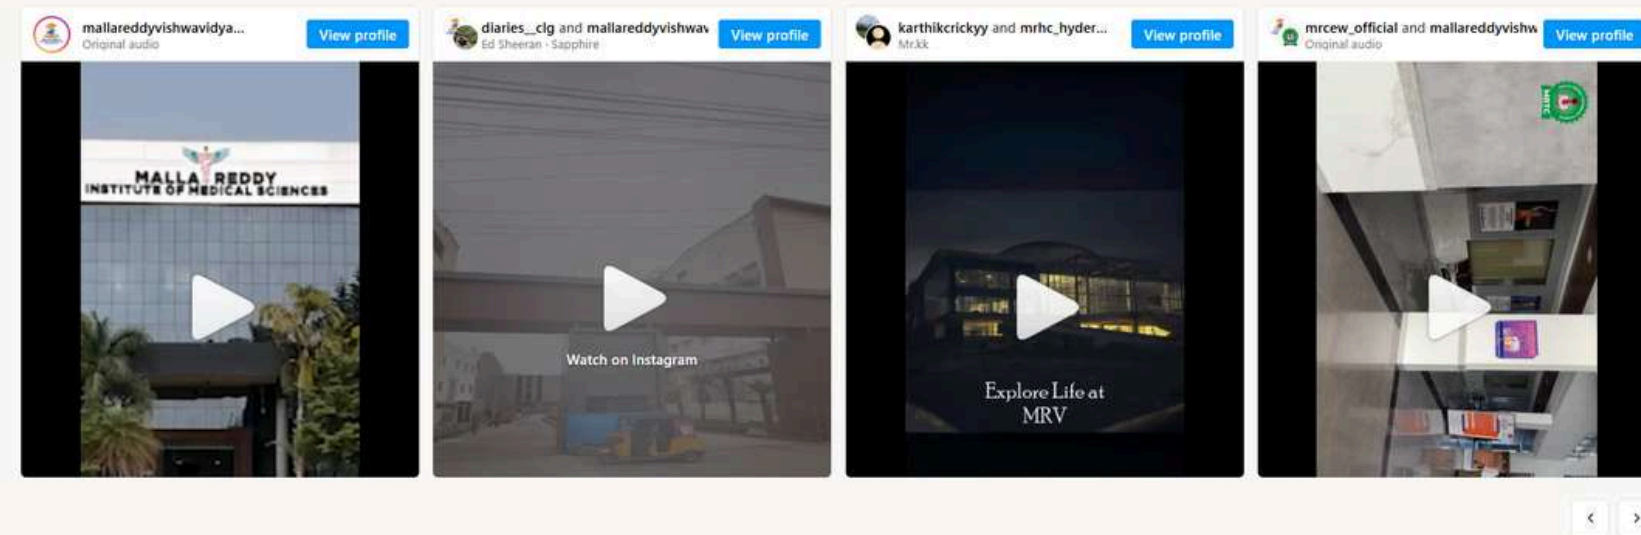 mallareddyvishwavidya...
Original audio
View profile
MALLA REDDY
INSTITUTE OF MEDICAL SCIENCES
diaries__clg and mallareddyvishwav
Ed Sheeran · Sapphire
View profile
Watch on Instagram
karthikcrickyy and mrhc_hyder...
Mr.kk
View profile
Explore Life at
MRV
mrcew_official and mallareddyvishw
Original audio
View profile